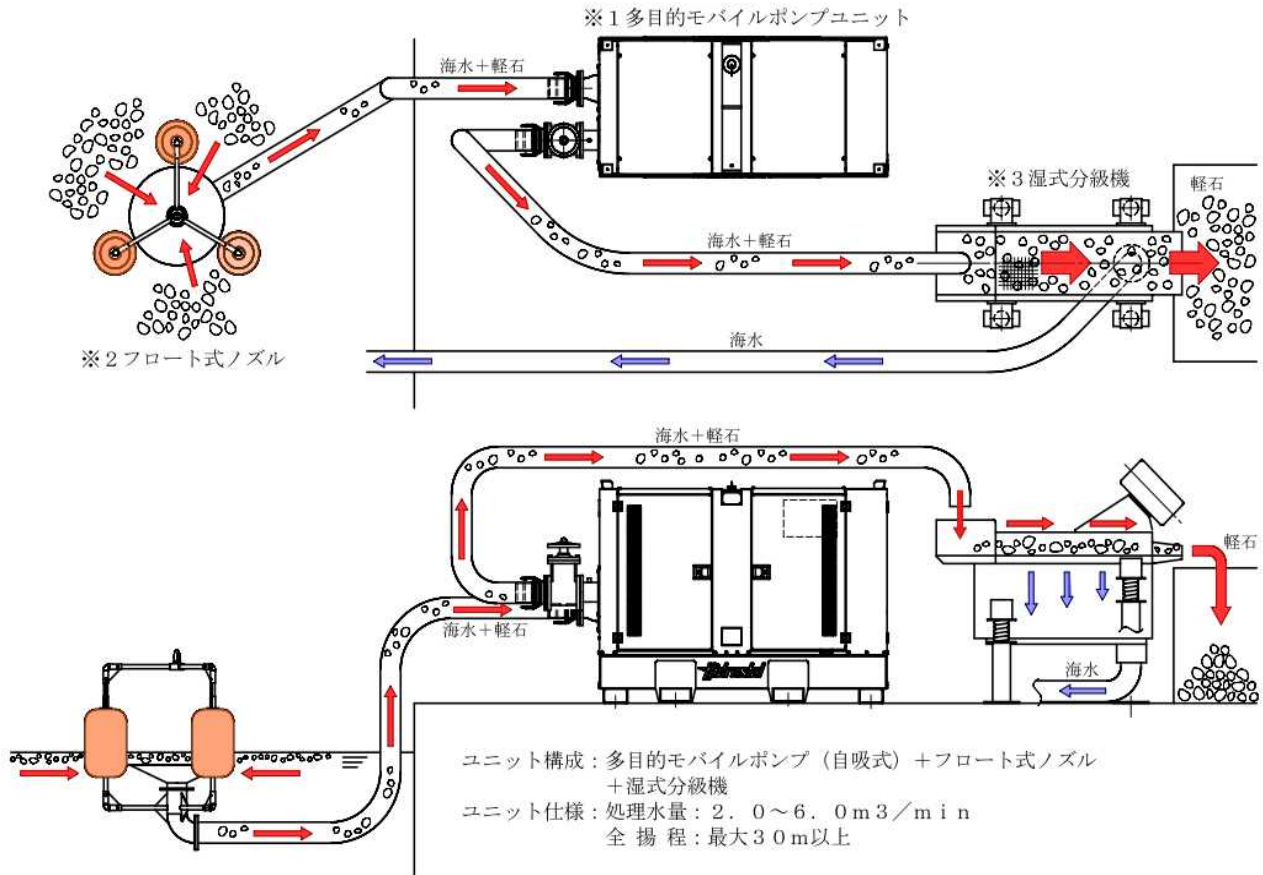 ※１多目的モバイルポンプユニット
海水＋軽石
※３湿式分級機
軽石
海水＋軽石
海水
※２フロート式ノズル
海水＋軽石
軽石
海水＋軽石
海水
ユニット構成：多目的モバイルポンプ（自吸式）＋フロート式ノズル
＋湿式分級機
ユニット仕様：処理水量：２．０～６．０ｍ３／ｍｉｎ
全 揚 程：最大３０ｍ以上